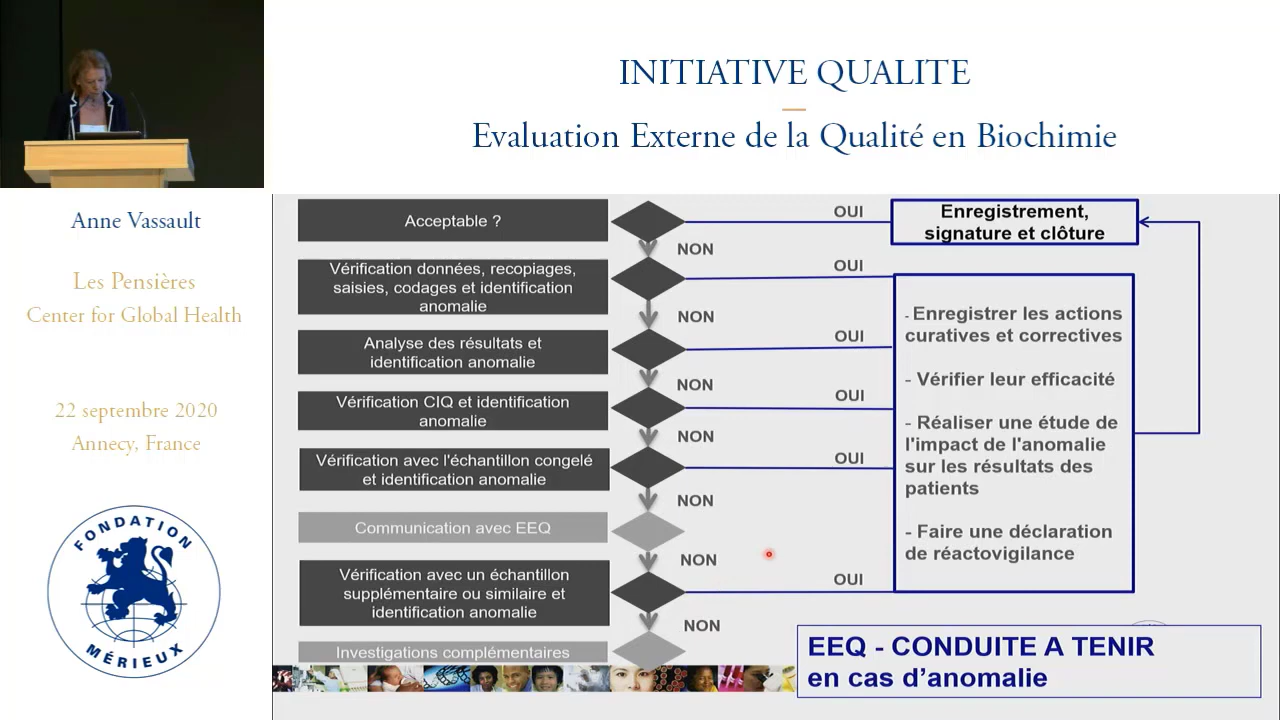 INITIATIVE QUALITE
Evaluation Externe de la Qualité en Biochimie
Anne Vassault
Les Pensières
Center for Global Health
22 septembre 2020
Annecy, France
FONDATION
MÉRIEUX
Acceptable ?
OUI
Enregistrement,
signature et clôture
NON
Vérification données, recopiages,
saisies, codages et identification
anomalie
OUI
NON
Analyse des résultats et
identification anomalie
OUI
NON
Vérification CIQ et identification
anomalie
OUI
NON
Vérification avec l'échantillon congelé
et identification anomalie
OUI
NON
Communication avec EEQ
NON
Vérification avec un échantillon
supplémentaire ou similaire et
identification anomalie
OUI
NON
Investigations complémentaires
- Enregistrer les actions
curatives et correctives
- Vérifier leur efficacité
- Réaliser une étude de
l'impact de l'anomalie
sur les résultats des
patients
- Faire une déclaration
de réactovigilance
EEQ - CONDUITE A TENIR
en cas d'anomalie